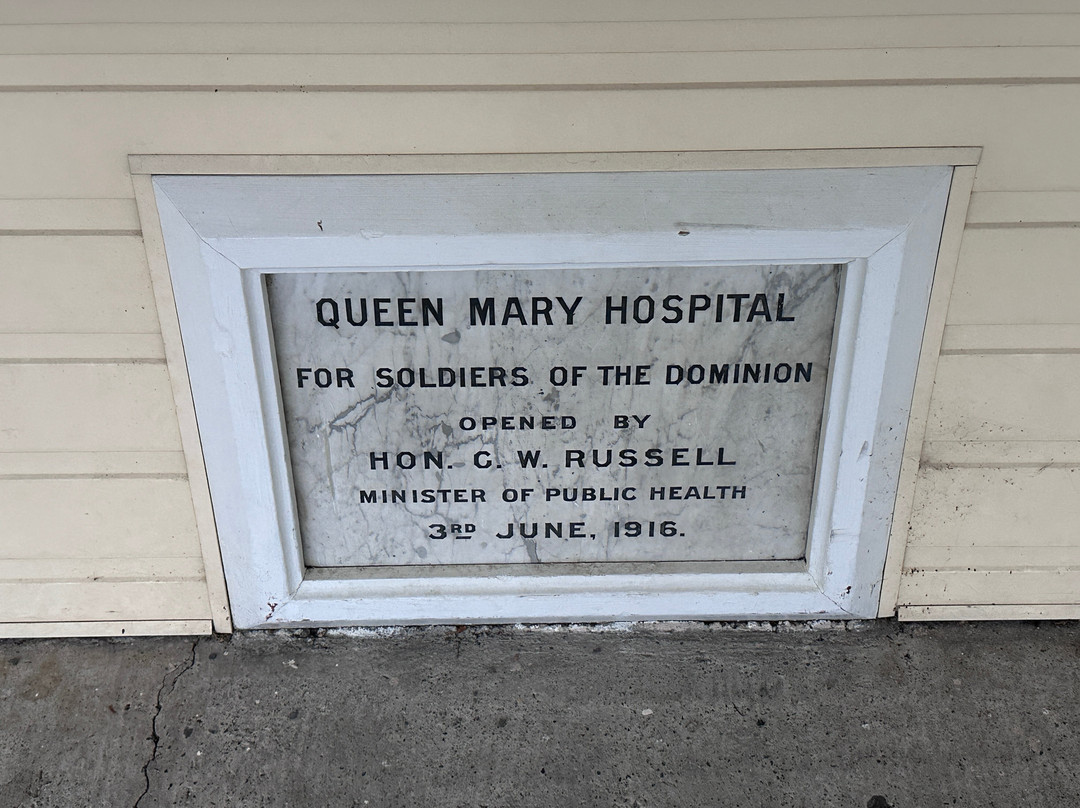 QUEEN MARY HOSPITAL
FOR SOLDIERS OF THE DOMINION
OPENED BY
HON. G. W. RUSSELL
MINISTER OF PUBLIC HEALTH
3RD JUNE, 1916.